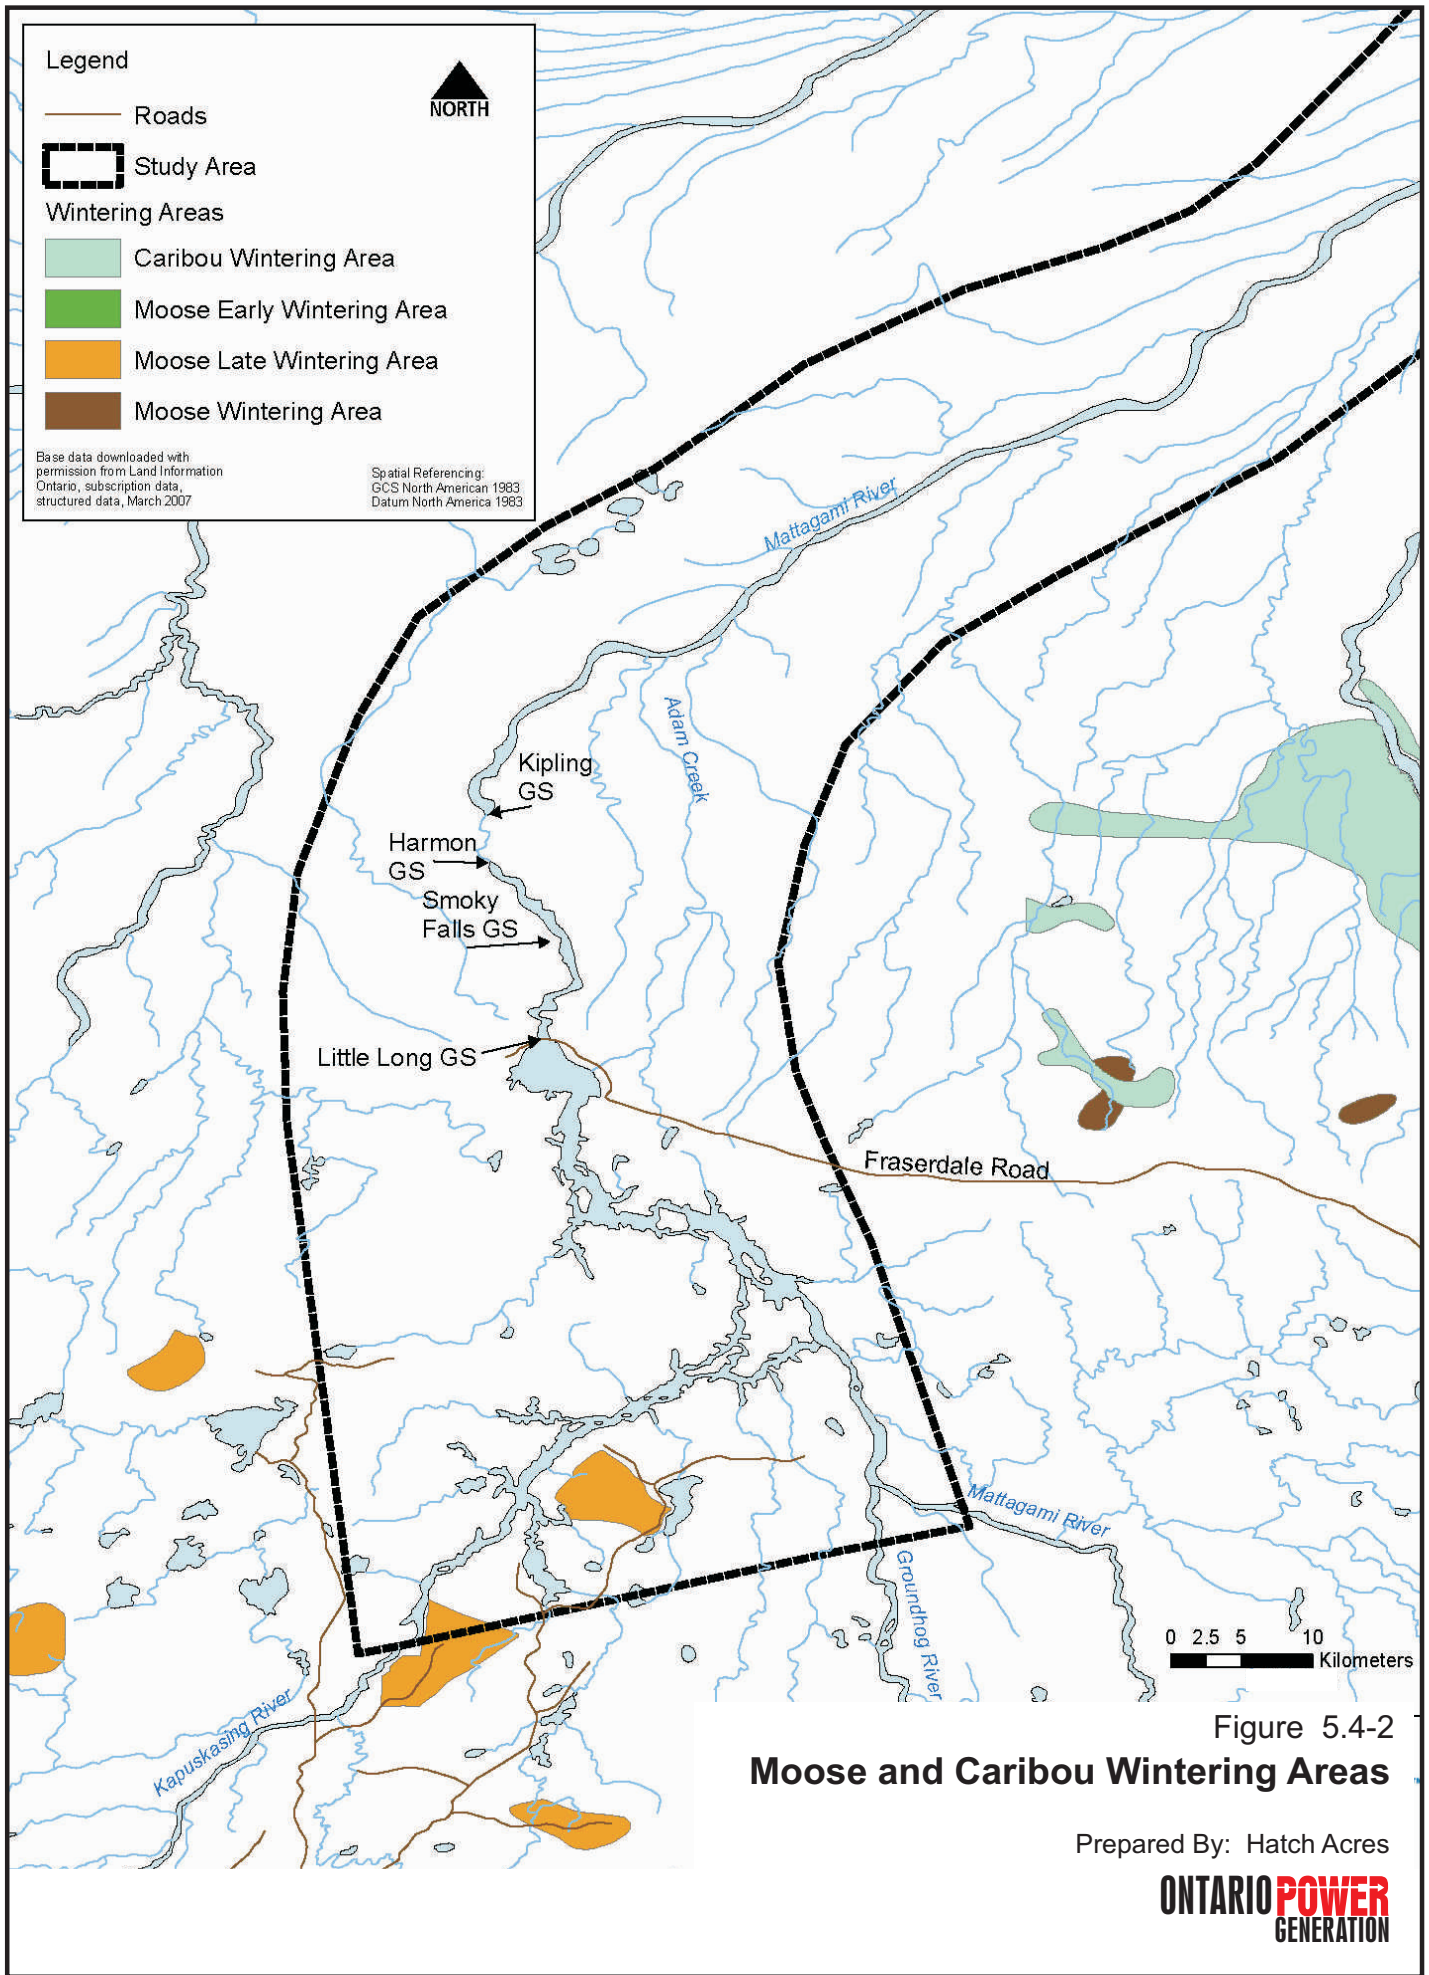 Legend
NORTH
Roads
Study Area
Wintering Areas
Caribou Wintering Area
Moose Early Wintering Area
Moose Late Wintering Area
Moose Wintering Area
Base data downloaded with
permission from Land Information
Ontario, subscription data,
structured data, March 2007
Spatial Referencing:
GCS North American 1983
Datum North America 1983
Mattagami River
Adam Creek
Kipling
GS
Harmon
GS
Smoky
Falls GS
Little Long GS
Fraserdale Road
Mattagami River
Groundhog River
Kapuskasing River
0 2.5 5 10
Kilometers
Figure 5.4-2
Moose and Caribou Wintering Areas
Prepared By: Hatch Acres
ONTARIO POWER
GENERATION